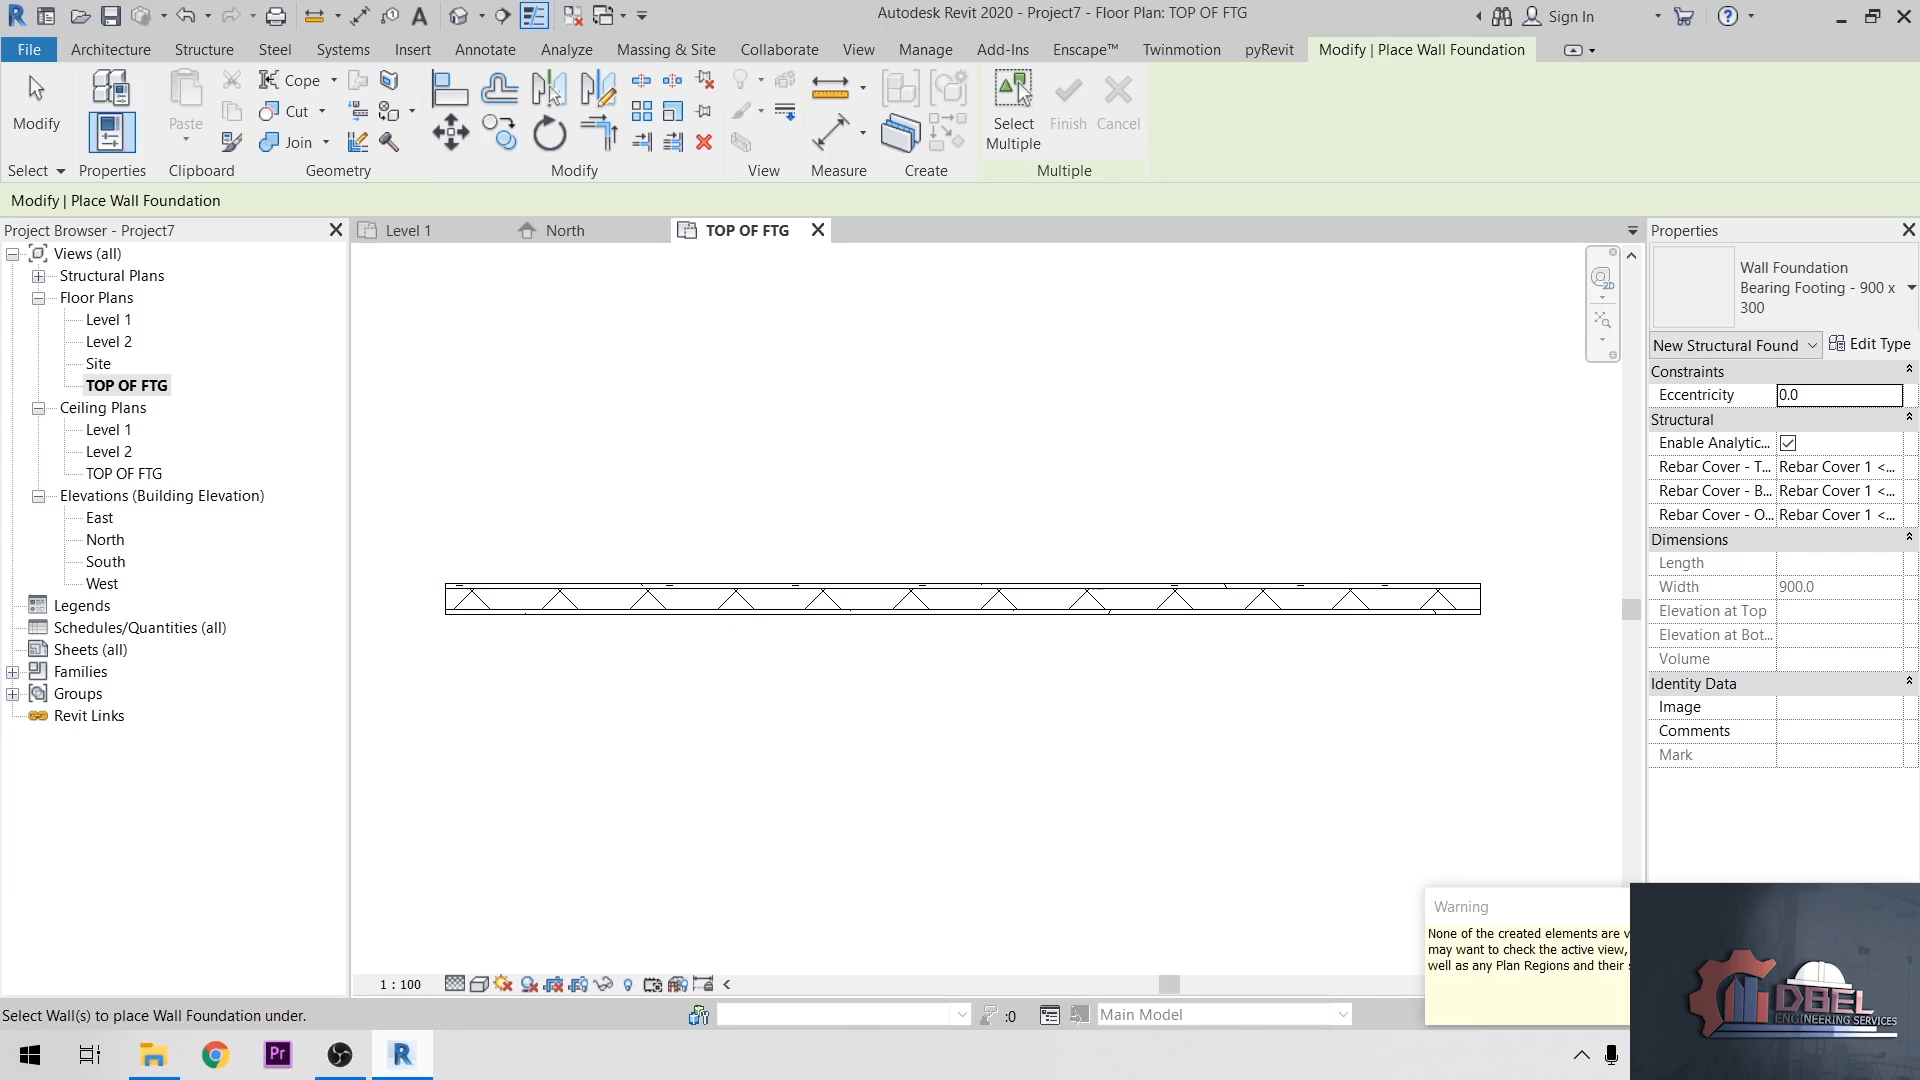 Autodesk Revit 2020 - Project7 - Floor Plan: TOP OF FTG
Sign In
File Architecture Structure Steel Systems Insert Annotate Analyze Massing & Site Collaborate View Manage Add-Ins Enscape™ Twinmotion pyRevit Modify | Place Wall Foundation
Modify
Paste
Cope
Cut
Join
Select Multiple
Finish
Cancel
Select Properties Clipboard Geometry Modify View Measure Create Multiple
Modify | Place Wall Foundation
Project Browser - Project7
Level 1
North
TOP OF FTG
Properties
Views (all)
Structural Plans
Floor Plans
Level 1
Level 2
Site
TOP OF FTG
Ceiling Plans
Level 1
Level 2
TOP OF FTG
Elevations (Building Elevation)
East
North
South
West
Legends
Schedules/Quantities (all)
Sheets (all)
Families
Groups
Revit Links
2D
Wall Foundation
Bearing Footing - 900 x
300
New Structural Found
Edit Type
Constraints
Eccentricity 0.0
Structural
Enable Analytic...
Rebar Cover - T... Rebar Cover 1 <...
Rebar Cover - B... Rebar Cover 1 <...
Rebar Cover - O... Rebar Cover 1 <...
Dimensions
Length
Width 900.0
Elevation at Top
Elevation at Bot...
Volume
Identity Data
Image
Comments
Mark
Warning
None of the created elements are v
may want to check the active view,
well as any Plan Regions and their
1 : 100
Select Wall(s) to place Wall Foundation under.
:0
Main Model
Pr
R
DBEL
ENGINEERING SERVICES